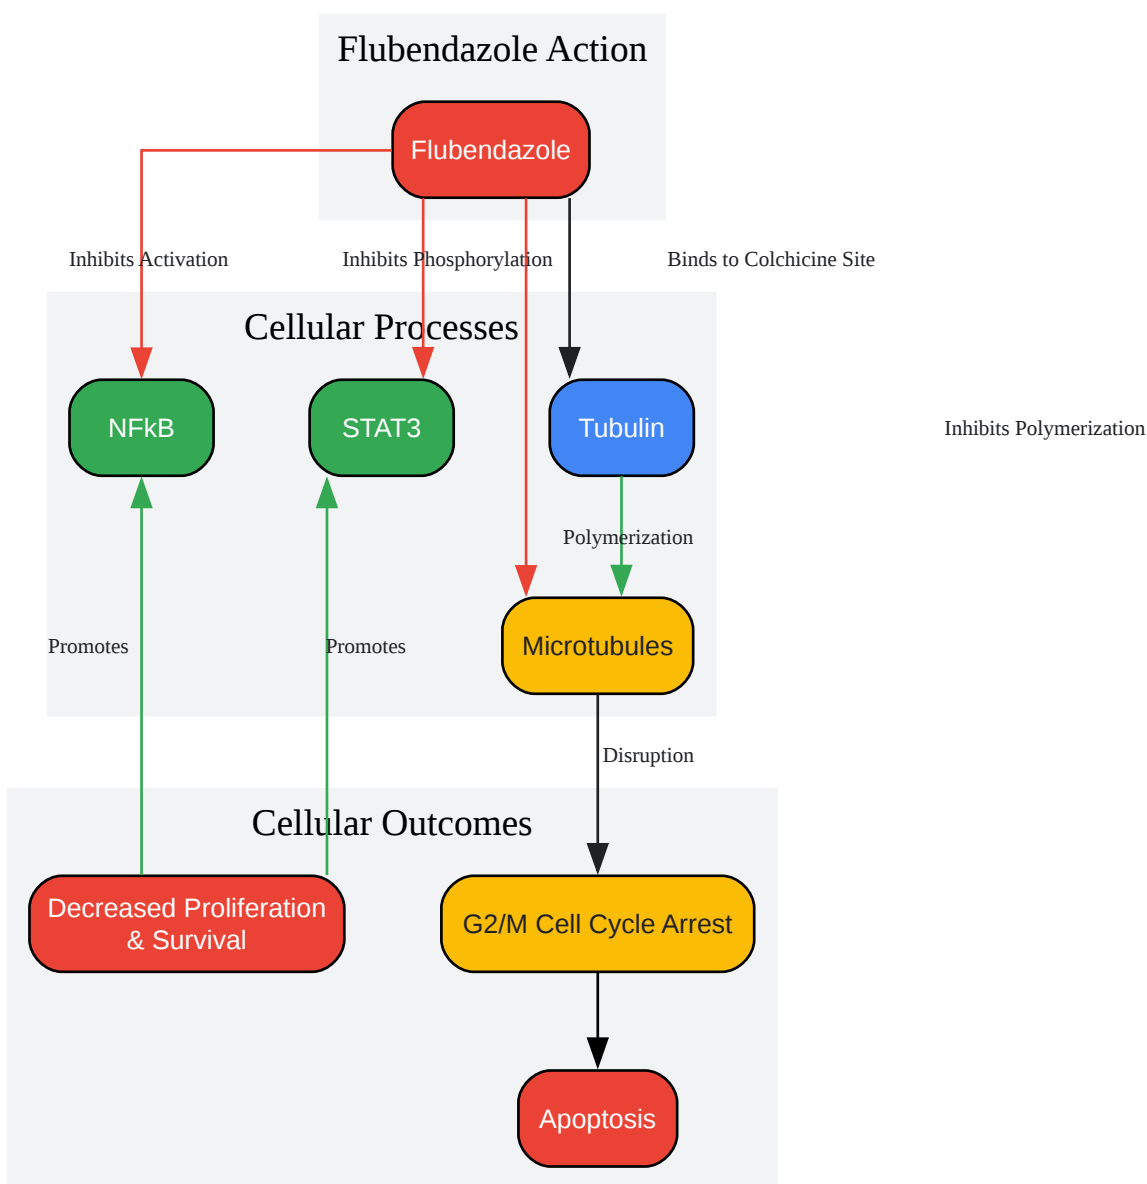 Flubendazole Action
Flubendazole
Inhibits Activation
Inhibits Phosphorylation
Binds to Colchicine Site
Cellular Processes
NFkB
STAT3
Tubulin
Inhibits Polymerization
Polymerization
Promotes
Promotes
Microtubules
Disruption
Cellular Outcomes
Decreased Proliferation
& Survival
G2/M Cell Cycle Arrest
Apoptosis